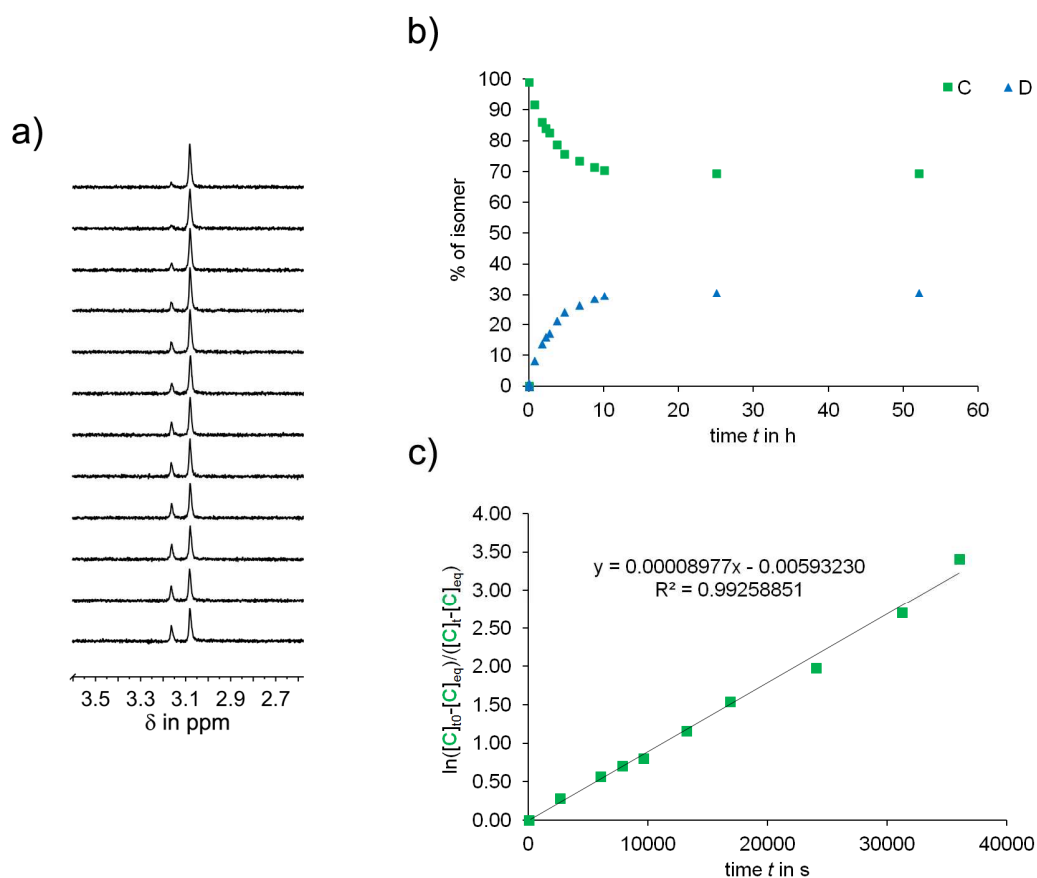 a)
3.5 3.3 3.1 2.9 2.7
δ in ppm
b)
C D
100
90
80
70
60
50
40
30
20
10
0
% of isomer
0 10 20 30 40 50 60
time t in h
c)
4.00
3.50
3.00
2.50
2.00
1.50
1.00
0.50
0.00
ln([C]t0-[C]eq)/([C]t-[C]eq)
y = 0.00008977x - 0.00593230
R² = 0.99258851
0 10000 20000 30000 40000
time t in s